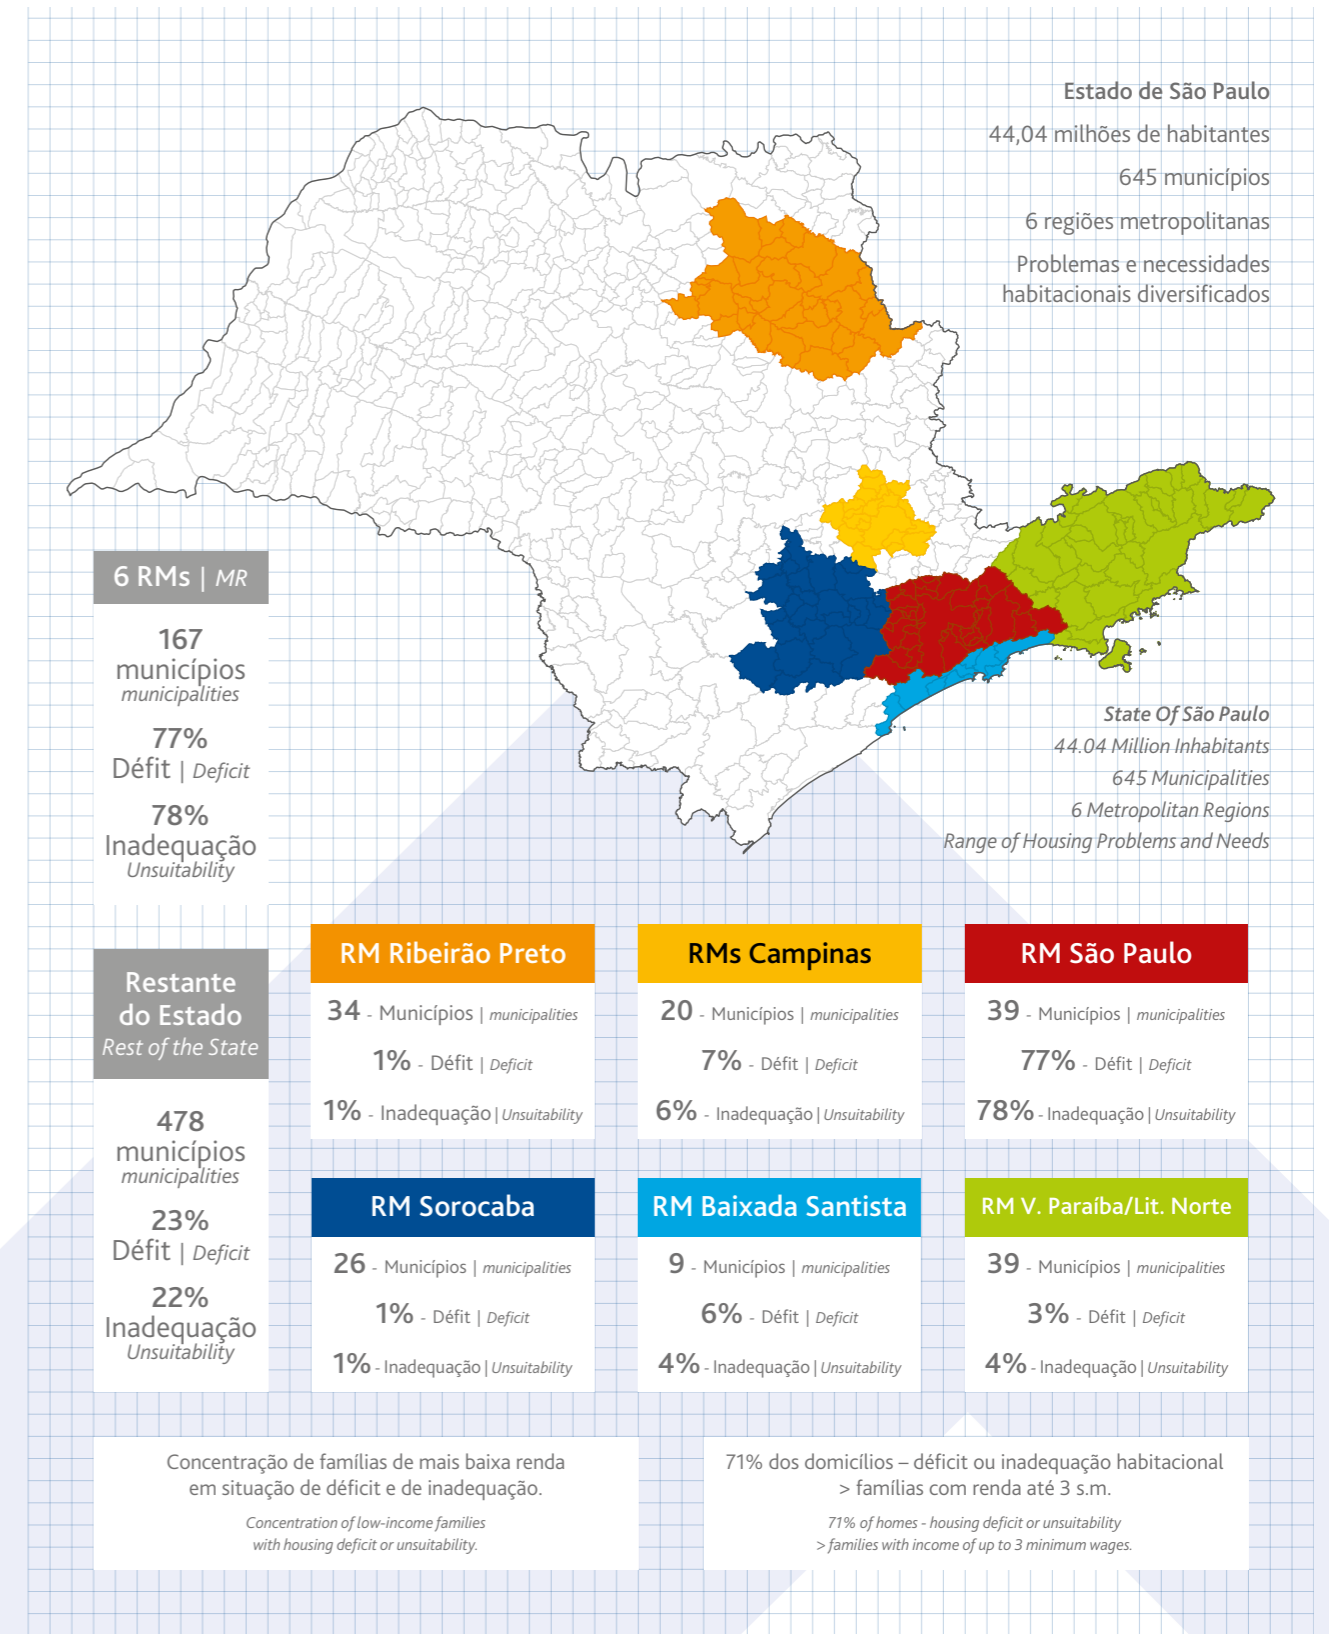 Estado de São Paulo
44,04 milhões de habitantes
645 municípios
6 regiões metropolitanas
Problemas e necessidades
habitacionais diversificados
6 RMs | MR
167
municípios
municipalities
77%
Défit | Deficit
78%
Inadequação
Unsuitability
State Of São Paulo
44.04 Million Inhabitants
645 Municipalities
6 Metropolitan Regions
Range of Housing Problems and Needs
Restante
do Estado
Rest of the State
478
municípios
municipalities
23%
Défit | Deficit
22%
Inadequação
Unsuitability
RM Ribeirão Preto
34 - Municípios | municipalities
1% - Défit | Deficit
1% - Inadequação | Unsuitability
RMs Campinas
20 - Municípios | municipalities
7% - Défit | Deficit
6% - Inadequação | Unsuitability
RM São Paulo
39 - Municípios | municipalities
77% - Défit | Deficit
78% - Inadequação | Unsuitability
RM Sorocaba
26 - Municípios | municipalities
1% - Défit | Deficit
1% - Inadequação | Unsuitability
RM Baixada Santista
9 - Municípios | municipalities
6% - Défit | Deficit
4% - Inadequação | Unsuitability
RM V. Paraíba/Lit. Norte
39 - Municípios | municipalities
3% - Défit | Deficit
4% - Inadequação | Unsuitability
Concentração de famílias de mais baixa renda
em situação de déficit e de inadequação.
Concentration of low-income families
with housing deficit or unsuitability.
71% dos domicílios – déficit ou inadequação habitacional
> famílias com renda até 3 s.m.
71% of homes - housing deficit or unsuitability
> families with income of up to 3 minimum wages.